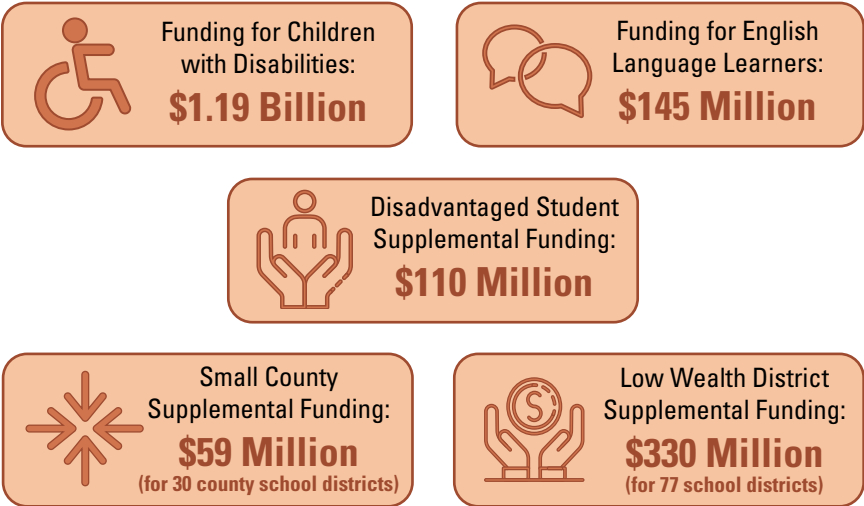 Funding for Children
with Disabilities:
$1.19 Billion
Funding for English
Language Learners:
$145 Million
Disadvantaged Student
Supplemental Funding:
$110 Million
Small County
Supplemental Funding:
$59 Million
(for 30 county school districts)
Low Wealth District
Supplemental Funding:
$330 Million
(for 77 school districts)